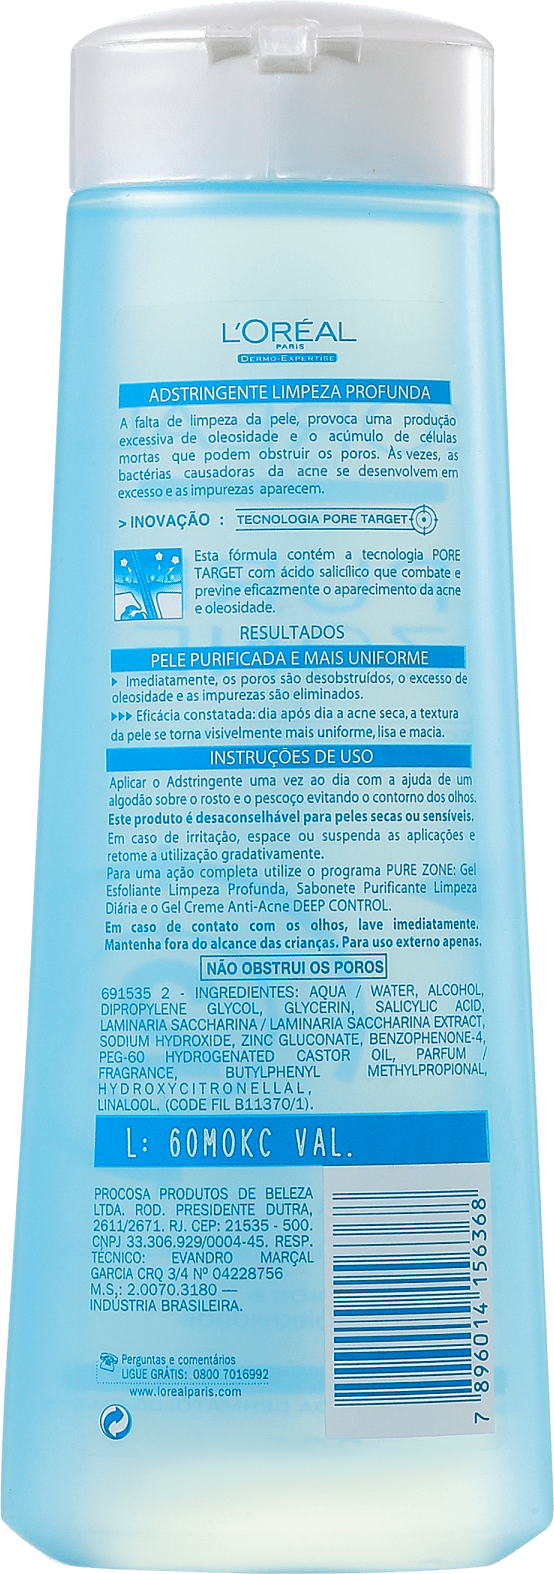 L'ORÉAL
PARIS
DERMO-EXPERTISE
ADSTRINGENTE LIMPEZA PROFUNDA
A falta de limpeza da pele, provoca uma produção
excessiva de oleosidade e o acúmulo de células
mortas que podem obstruir os poros. Às vezes, as
bactérias causadoras da acne se desenvolvem em
excesso e as impurezas aparecem.
> INOVAÇÃO : TECNOLOGIA PORE TARGET
Esta fórmula contém a tecnologia PORE
TARGET com ácido salicílico que combate e
previne eficazmente o aparecimento da acne
e oleosidade.
RESULTADOS
PELE PURIFICADA E MAIS UNIFORME
Imediatamente, os poros são desobstruídos, o excesso de
oleosidade e as impurezas são eliminados.
Eficácia constatada: dia após dia a acne seca, a textura
da pele se torna visivelmente mais uniforme, lisa e macia.
INSTRUÇÕES DE USO
Aplicar o Adstringente uma vez ao dia com a ajuda de um
algodão sobre o rosto e o pescoço evitando o contorno dos olhos.
Este produto é desaconselhável para peles secas ou sensíveis.
Em caso de irritação, espace ou suspenda as aplicações e
retome a utilização gradativamente.
Para uma ação completa utilize o programa PURE ZONE: Gel
Esfoliante Limpeza Profunda, Sabonete Purificante Limpeza
Diária e o Gel Creme Anti-Acne DEEP CONTROL.
Em caso de contato com os olhos, lave imediatamente.
Mantenha fora do alcance das crianças. Para uso externo apenas.
NÃO OBSTRUI OS POROS
691535 2 - INGREDIENTES: AQUA / WATER, ALCOHOL,
DIPROPYLENE GLYCOL, GLYCERIN, SALICYLIC ACID,
LAMINARIA SACCHARINA / LAMINARIA SACCHARINA EXTRACT,
SODIUM HYDROXIDE, ZINC GLUCONATE, BENZOPHENONE-4,
PEG-60 HYDROGENATED CASTOR OIL, PARFUM /
FRAGRANCE, BUTYLPHENYL METHYLPROPIONAL,
HYDROXYCITRONELLAL,
LINALOOL. (CODE FIL B11370/1).
L: 60M0KC VAL.
PROCOSA PRODUTOS DE BELEZA
LTDA. ROD. PRESIDENTE DUTRA,
2611/2671. RJ. CEP: 21535 - 500.
CNPJ 33.306.929/0004-45. RESP.
TÉCNICO: EVANDRO MARÇAL
GARCIA CRQ 3/4 Nº 04228756
M.S,: 2.0070.3180 —
INDÚSTRIA BRASILEIRA.
Perguntas e comentários
LIGUE GRÁTIS: 0800 7016992
www.lorealparis.com
7 896014 156368